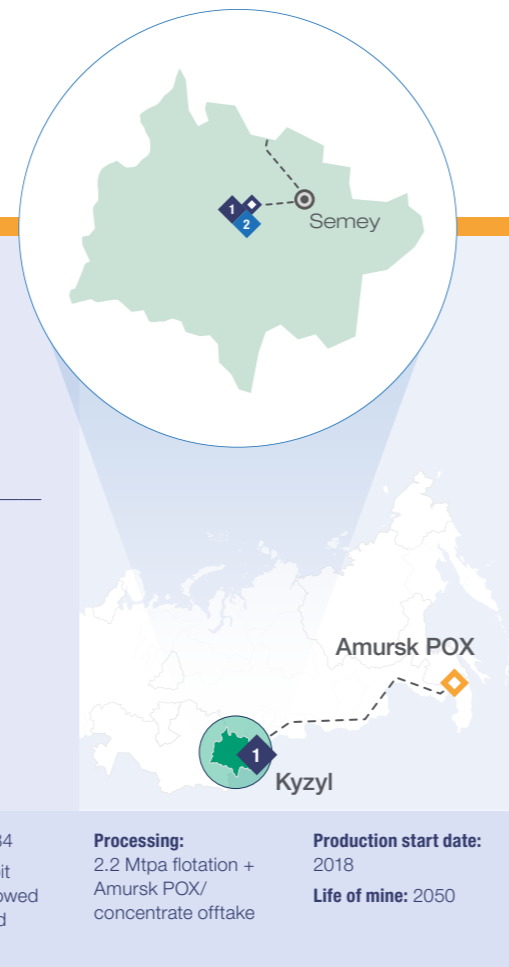 1
2
Semey
Amursk POX
1
Kyzyl
Processing:
2.2 Mtpa flotation +
Amursk POX/
concentrate offtake
Production start date:
2018
Life of mine: 2050